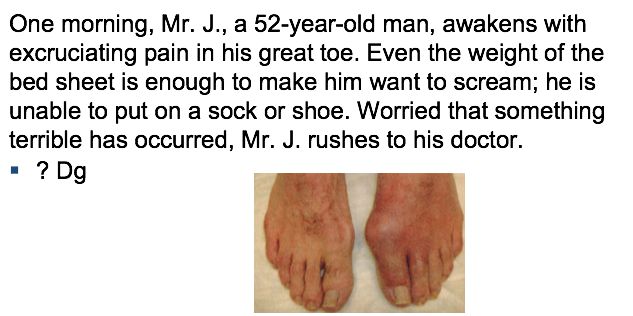 One morning, Mr. J., a 52-year-old man, awakens with
excruciating pain in his great toe. Even the weight of the
bed sheet is enough to make him want to scream; he is
unable to put on a sock or shoe. Worried that something
terrible has occurred, Mr. J. rushes to his doctor.
▪ ? Dg